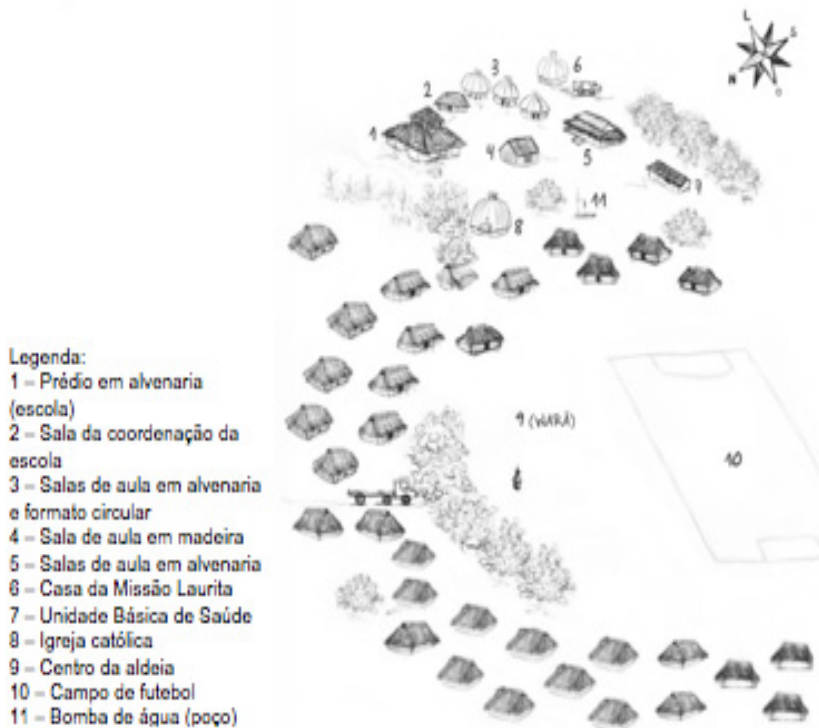 L
S
N
O
1
2
3
6
4
5
7
8
11
9 (WARÃ)
10
Legenda:
1 – Prédio em alvenaria
(escola)
2 – Sala da coordenação da
escola
3 – Salas de aula em alvenaria
e formato circular
4 – Sala de aula em madeira
5 – Salas de aula em alvenaria
6 – Casa da Missão Laurita
7 – Unidade Básica de Saúde
8 – Igreja católica
9 – Centro da aldeia
10 – Campo de futebol
11 – Bomba de água (poço)